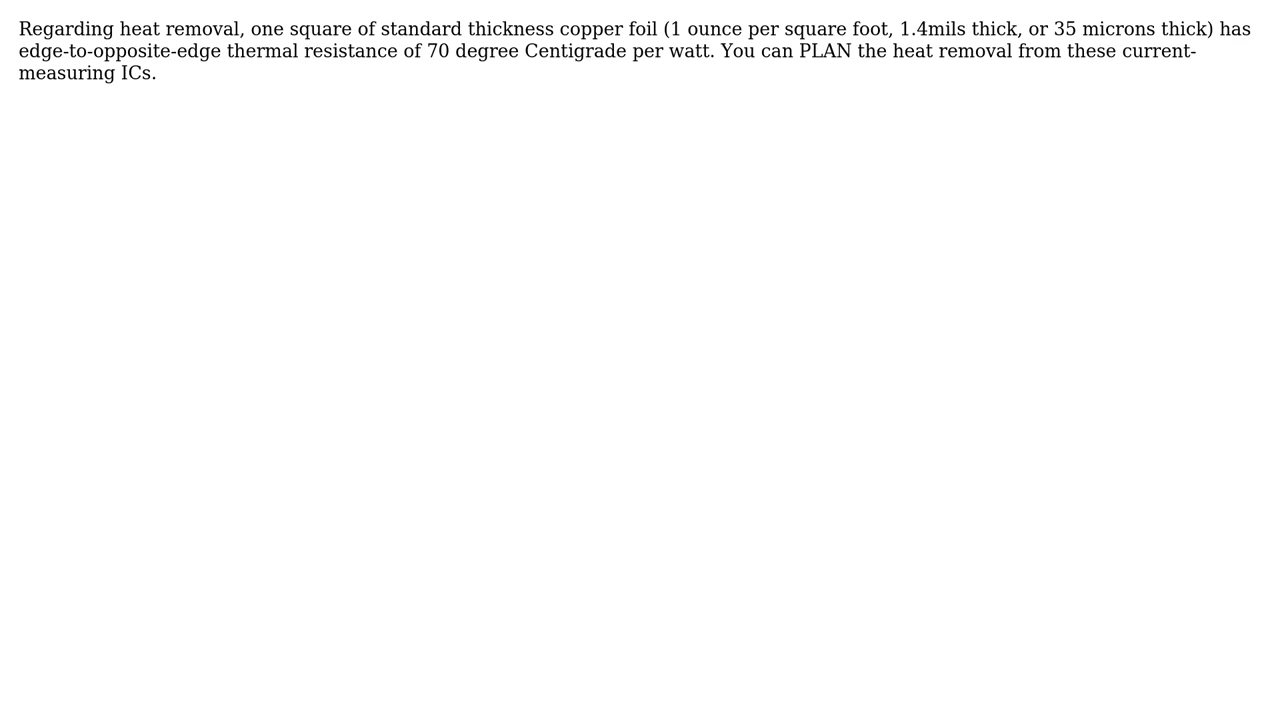 Regarding heat removal, one square of standard thickness copper foil (1 ounce per square foot, 1.4mils thick, or 35 microns thick) has
edge-to-opposite-edge thermal resistance of 70 degree Centigrade per watt. You can PLAN the heat removal from these current-
measuring ICs.